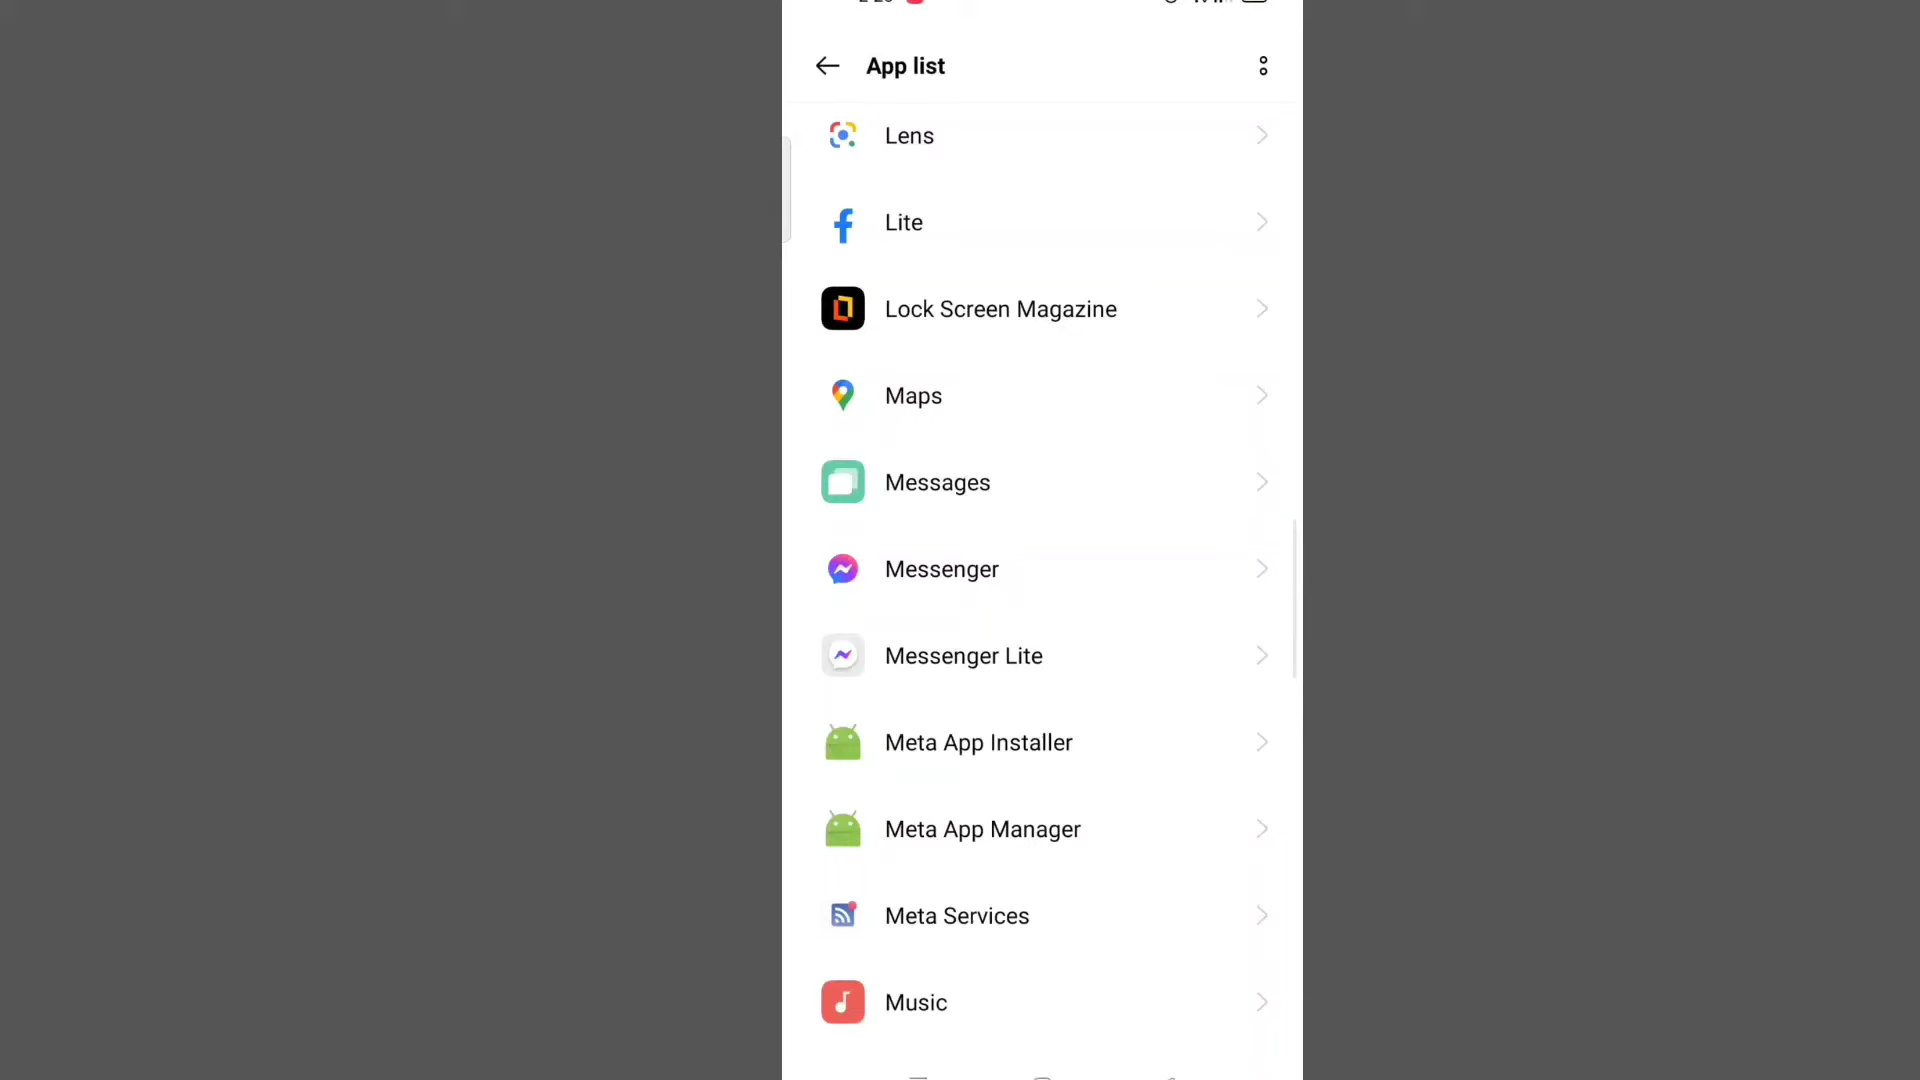 App list
Lens
Lite
Lock Screen Magazine
Maps
Messages
Messenger
Messenger Lite
Meta App Installer
Meta App Manager
Meta Services
Music